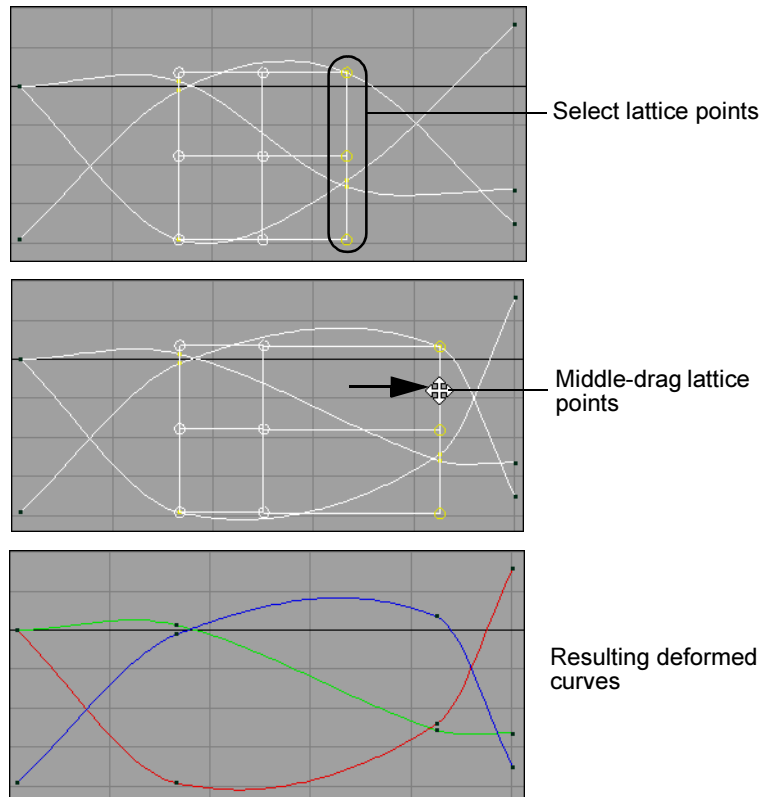 Select lattice points
Middle-drag lattice
points
Resulting deformed
curves